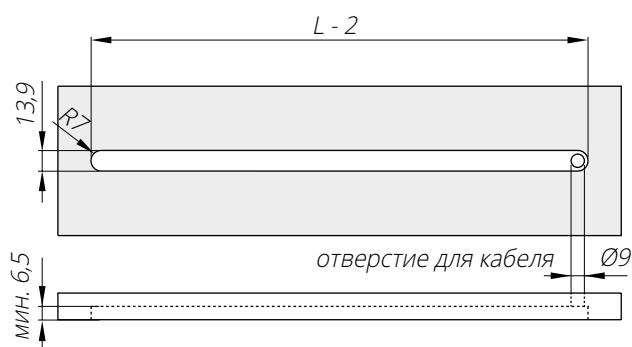 L - 2
13,9
R7
отверстие для кабеля
Ø9
мин. 6,5